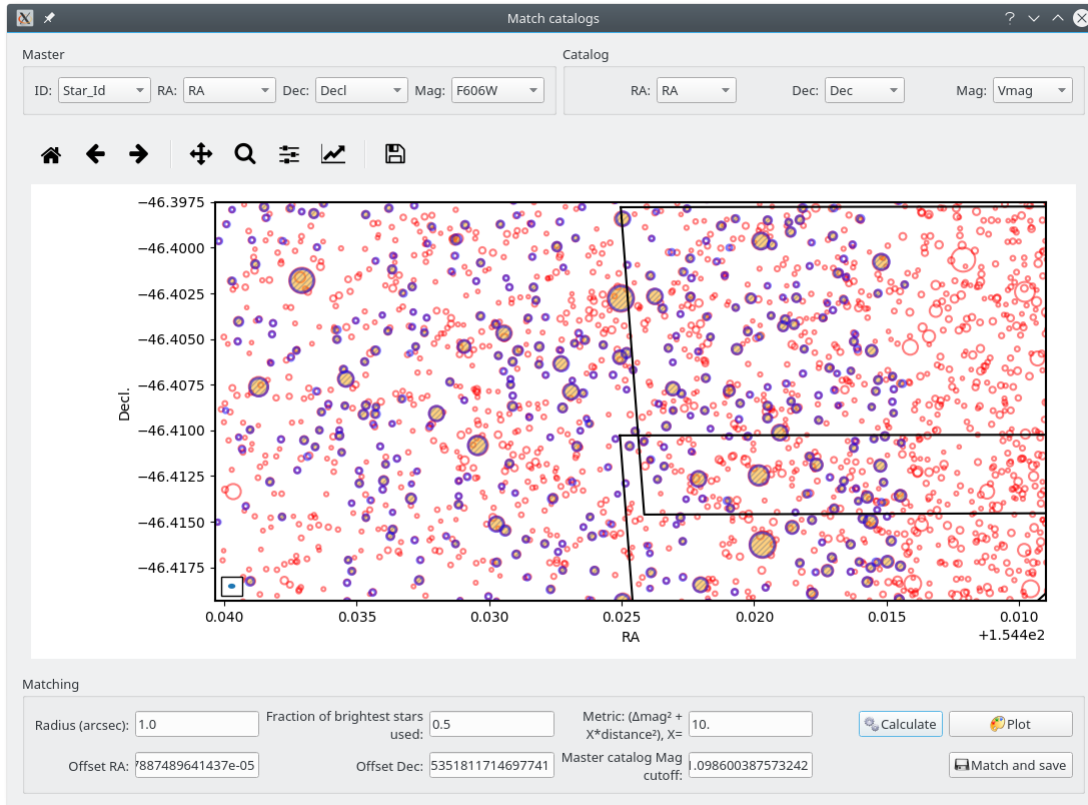 Match catalogs
Master
Catalog
ID: Star_Id RA: RA Dec: Decl Mag: F606W
RA: RA Dec: Dec Mag: Vmag
−46.3975
−46.4000
−46.4025
−46.4050
−46.4075
−46.4100
−46.4125
−46.4150
−46.4175
Decl.
0.040 0.035 0.030 0.025 0.020 0.015 0.010
RA
+1.544e2
Matching
Radius (arcsec): 1.0
Fraction of brightest stars
used: 0.5
Metric: (Δmag² +
X*distance²), X= 10.
Calculate
Plot
Offset RA: 7887489641437e-05
Offset Dec: 5351811714697741
Master catalog Mag
cutoff: .098600387573242
Match and save